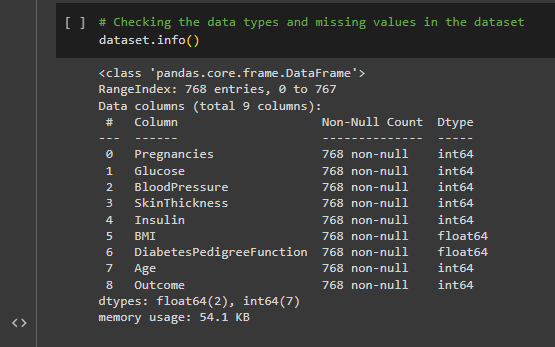 [ ] # Checking the data types and missing values in the dataset
dataset.info()
<class 'pandas.core.frame.DataFrame'>
RangeIndex: 768 entries, 0 to 767
Data columns (total 9 columns):
 #   Column                    Non-Null Count  Dtype
---  ------                    --------------  -----
 0   Pregnancies               768 non-null    int64
 1   Glucose                   768 non-null    int64
 2   BloodPressure             768 non-null    int64
 3   SkinThickness             768 non-null    int64
 4   Insulin                   768 non-null    int64
 5   BMI                       768 non-null    float64
 6   DiabetesPedigreeFunction  768 non-null    float64
 7   Age                       768 non-null    int64
 8   Outcome                   768 non-null    int64
dtypes: float64(2), int64(7)
memory usage: 54.1 KB